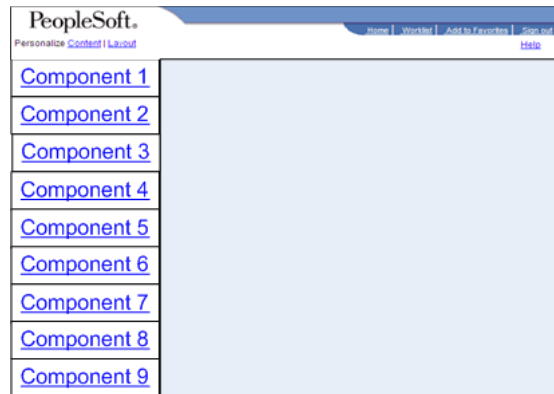 PeopleSoft.
Home | Worklist | Add to Favorites | Sign out
Personalize Content | Layout
Help
Component 1
Component 2
Component 3
Component 4
Component 5
Component 6
Component 7
Component 8
Component 9